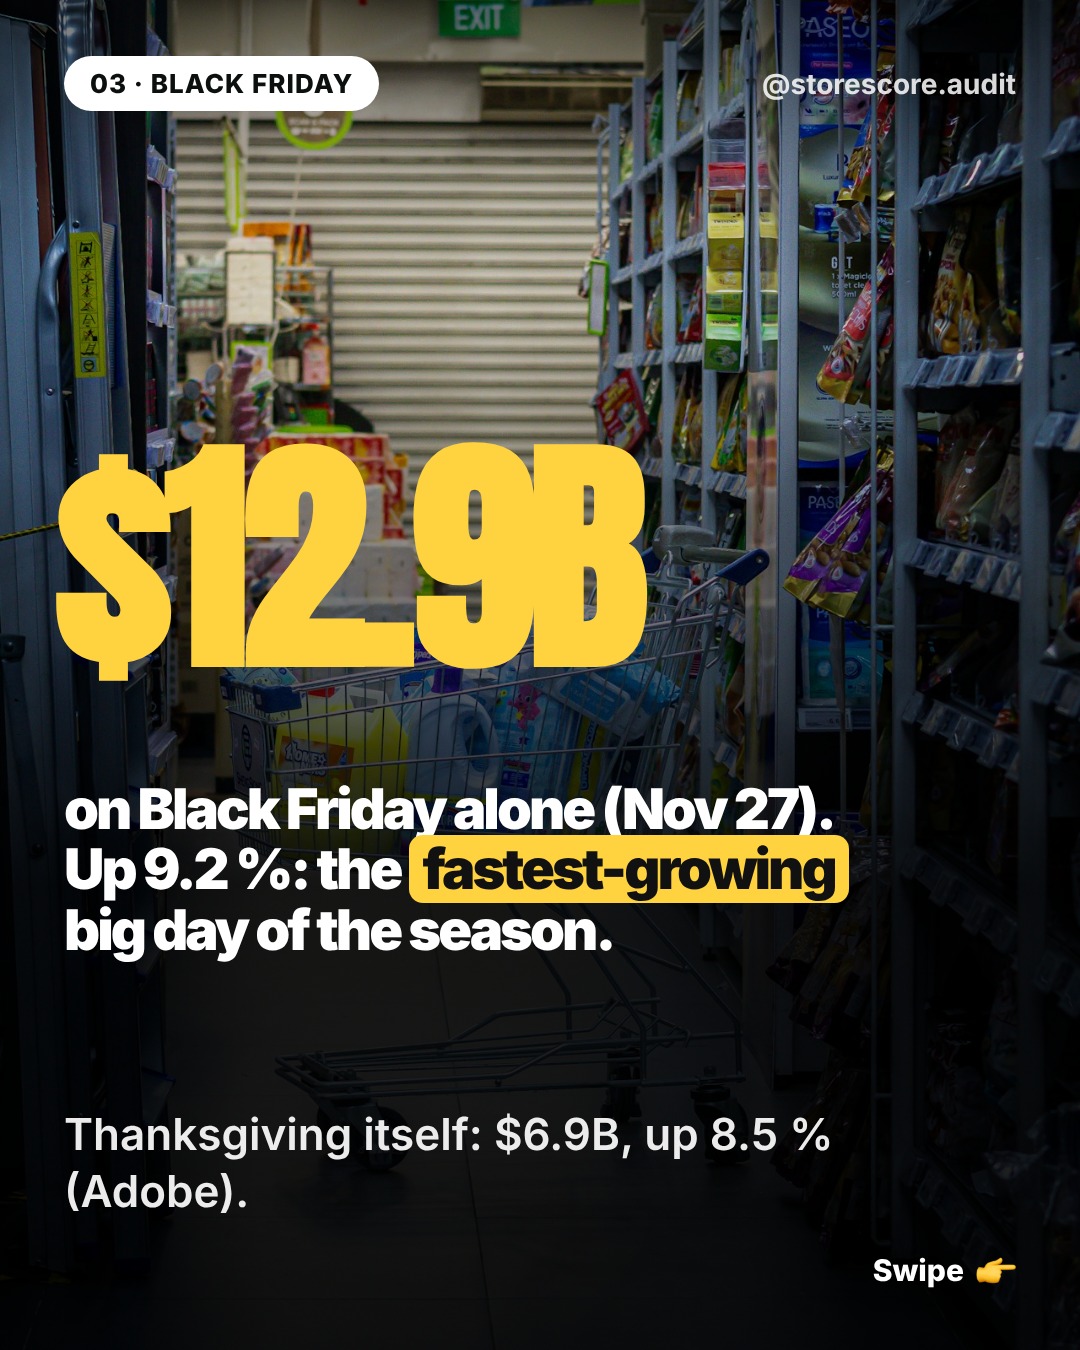 EXIT
PASEO
03 · BLACK FRIDAY
@storescore.audit
$12.9B
on Black Friday alone (Nov 27).
Up 9.2 %: the fastest-growing
big day of the season.
Thanksgiving itself: $6.9B, up 8.5 %
(Adobe).
Swipe 👉